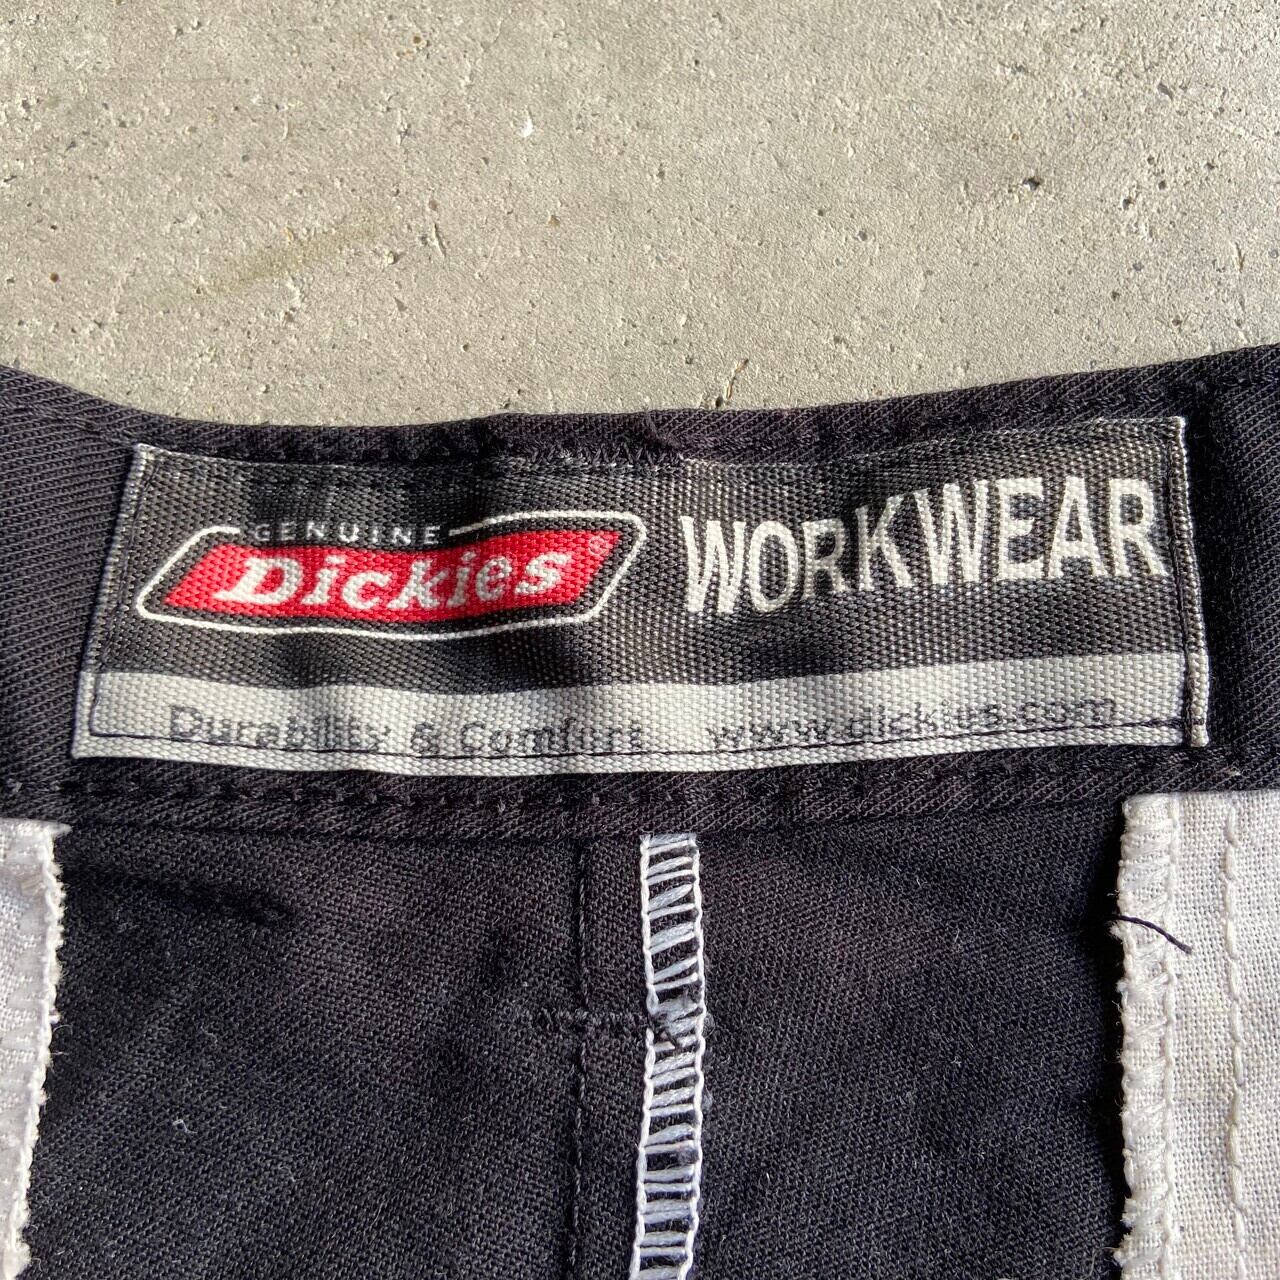 GENUINE
Dickies® WORKWEAR
Durability & Comfort www.dickies.com